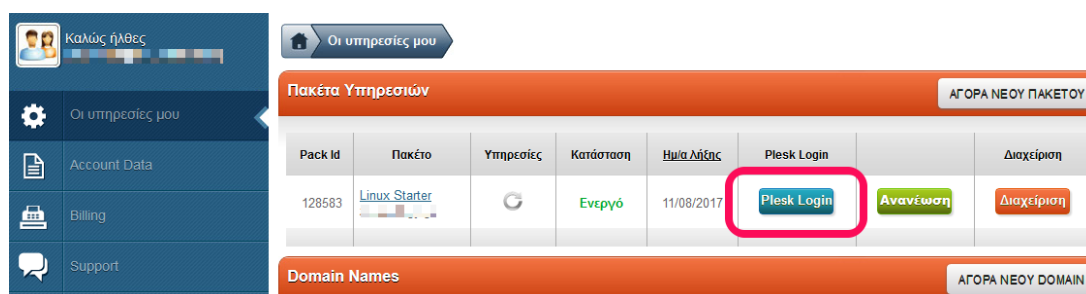 Καλώς ήλθες
Οι υπηρεσίες μου
Account Data
Billing
Support
Οι υπηρεσίες μου
Πακέτα Υπηρεσιών
ΑΓΟΡΑ ΝΕΟΥ ΠΑΚΕΤΟΥ
Pack Id Πακέτο Υπηρεσίες Κατάσταση Ημ/α Λήξης Plesk Login Διαχείριση
128583 Linux Starter Ενεργό 11/08/2017 Plesk Login Ανανέωση Διαχείριση
Domain Names
ΑΓΟΡΑ ΝΕΟΥ DOMAIN